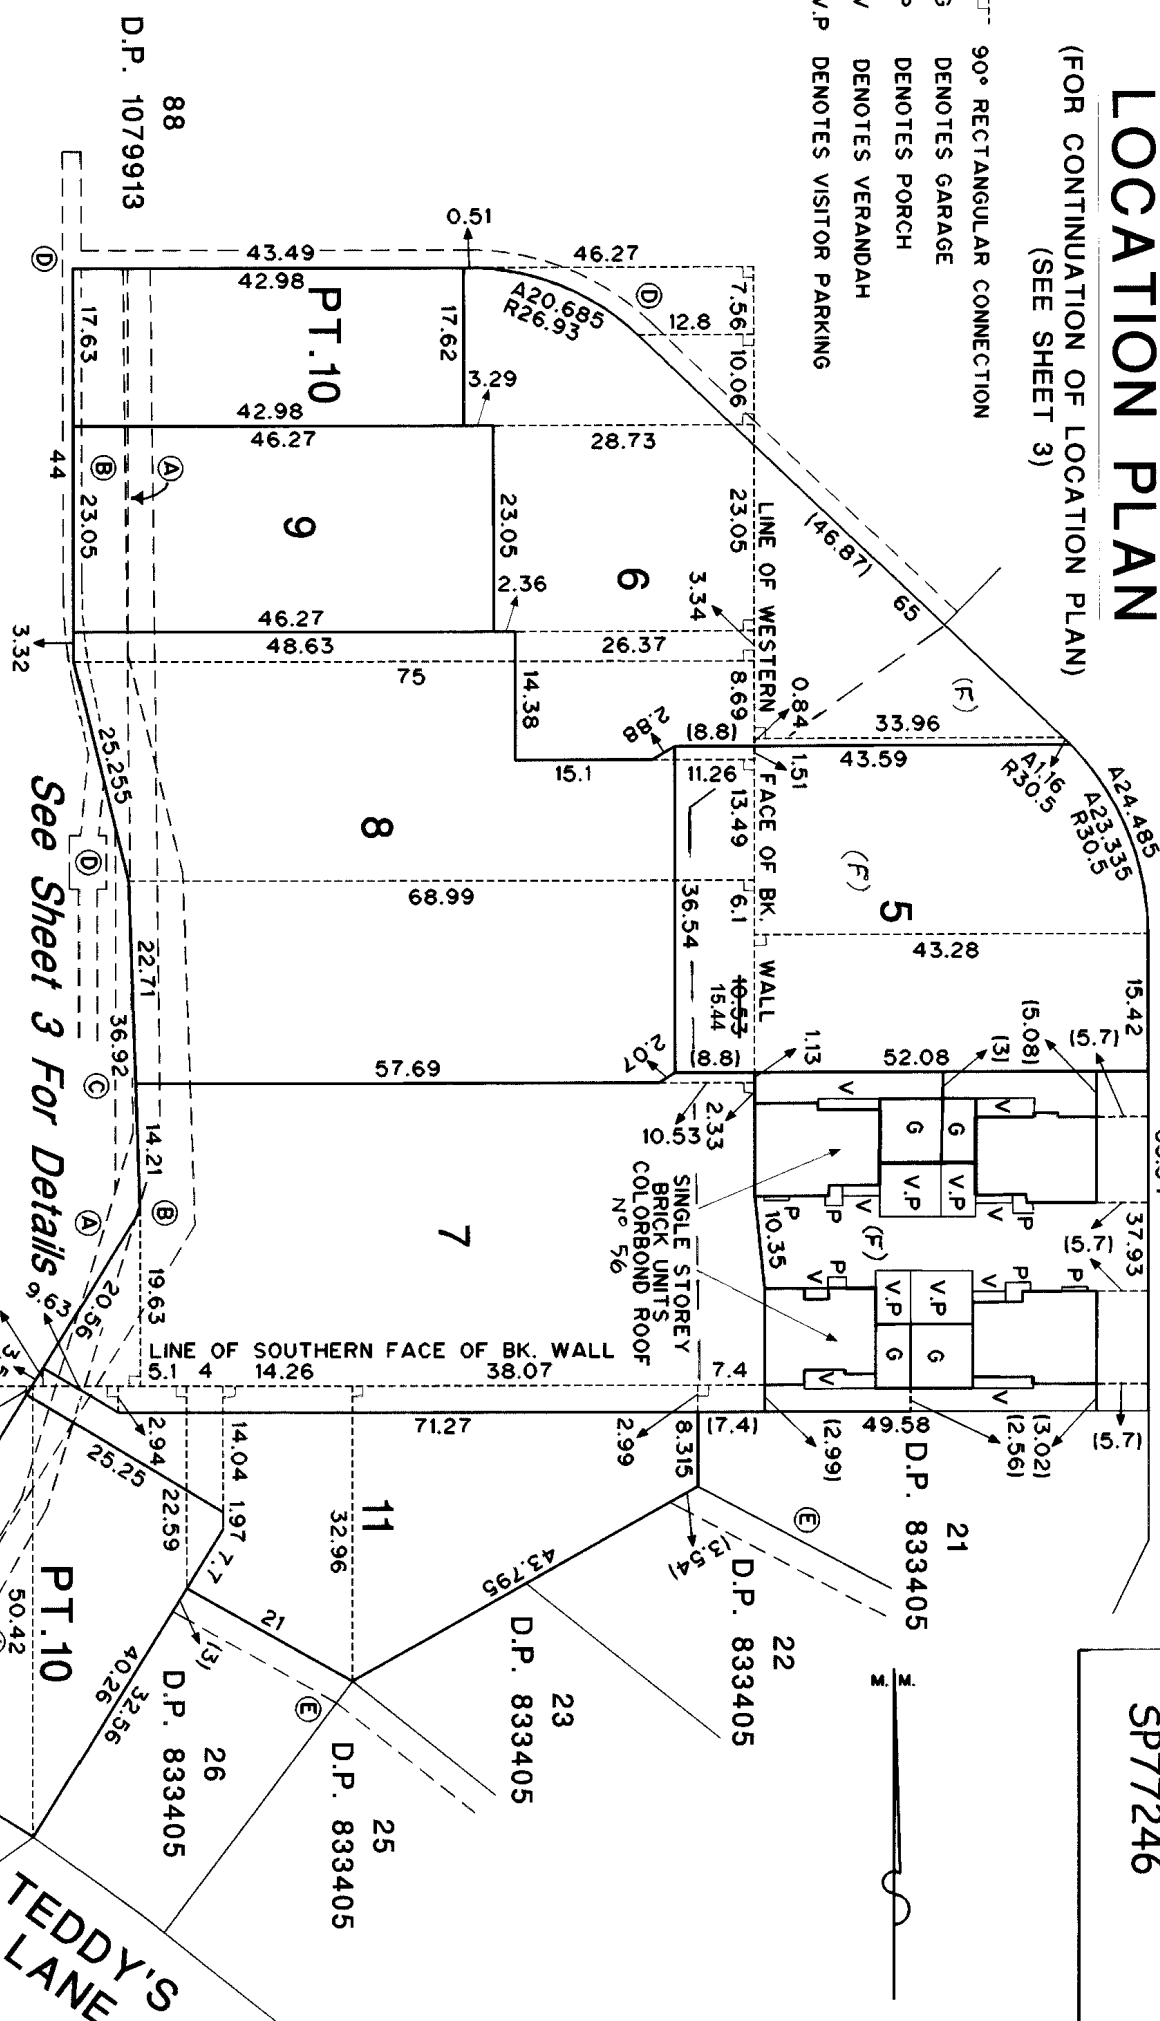 LOCATION PLAN
(FOR CONTINUATION OF LOCATION PLAN)
(SEE SHEET 3)
90° RECTANGULAR CONNECTION
G DENOTES GARAGE
P DENOTES PORCH
V DENOTES VERANDAH
V.P DENOTES VISITOR PARKING
SP77246
88
D.P. 1079913
0.51
43.49
42.98
46.27
7.56
12.8
10.06
A20.685
R26.93
D
D
PT.10
17.63
17.62
3.29
42.98
46.27
28.73
44
B
A
23.05
9
23.05
23.05
6
2.36
3.34
46.27
48.63
26.37
75
3.32
14.38
8.69
LINE OF WESTERN FACE OF BK. WALL
(46.87)
65
0.84
33.96
(F)
43.59
1.51
A1.16
R30.5
A24.485
A23.335
R30.5
2.88
(8.8)
15.1
11.26
13.49
25.255
8
D
68.99
36.54
6.1
(F)
5
43.28
15.42
22.71
36.92
C
10.53
15.44
2.07
(8.8)
57.69
1.13
52.08
(3)
(5.08)
(5.7)
2.33
10.53
14.21
B
A
7
SINGLE STOREY
BRICK UNITS
COLORBOND ROOF
Nº 56
V
V
G
G
V.P
V.P
P
P
V
V
P
10.35
(F)
37.93
(5.7)
P
V
V
P
P
V.P
V.P
G
G
V
V
See Sheet 3 For Details
9.63
20.56
19.63
LINE OF SOUTHERN FACE OF BK. WALL
5.1
4
14.26
38.07
7.4
71.27
(7.4)
49.58
(2.99)
(2.56)
(3.02)
(5.7)
2.94
14.04
2.99
8.315
25.25
22.59
1.97
7.7
32.96
11
43.795
(3.54)
E
21
D.P. 833405
22
D.P. 833405
23
D.P. 833405
PT.10
50.42
40.26
32.56
21
(3)
E
26
D.P. 833405
25
D.P. 833405
M. M.
TEDDY'S
LANE